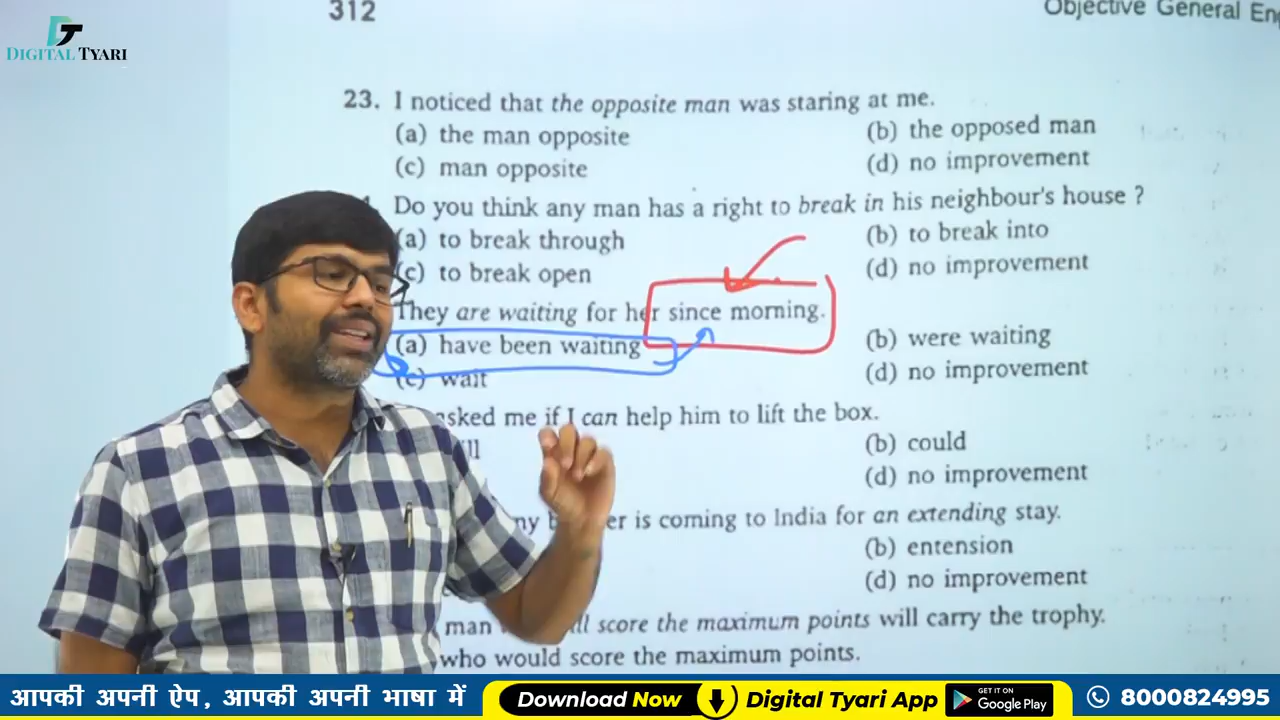 312
Objective General En
DT
DIGITAL TYARI
23. I noticed that the opposite man was staring at me.
(a) the man opposite
(b) the opposed man
(c) man opposite
(d) no improvement
Do you think any man has a right to break in his neighbour's house ?
(a) to break through
(b) to break into
(c) to break open
(d) no improvement
They are waiting for her since morning.
(a) have been waiting
(b) were waiting
(c) wait
(d) no improvement
asked me if I can help him to lift the box.
(b) could
(d) no improvement
is coming to India for an extending stay.
(b) entension
(d) no improvement
man score the maximum points will carry the trophy.
who would score the maximum points.
आपकी अपनी ऐप, आपकी अपनी भाषा में
Download Now
Digital Tyari App
GET IT ON
Google Play
8000824995